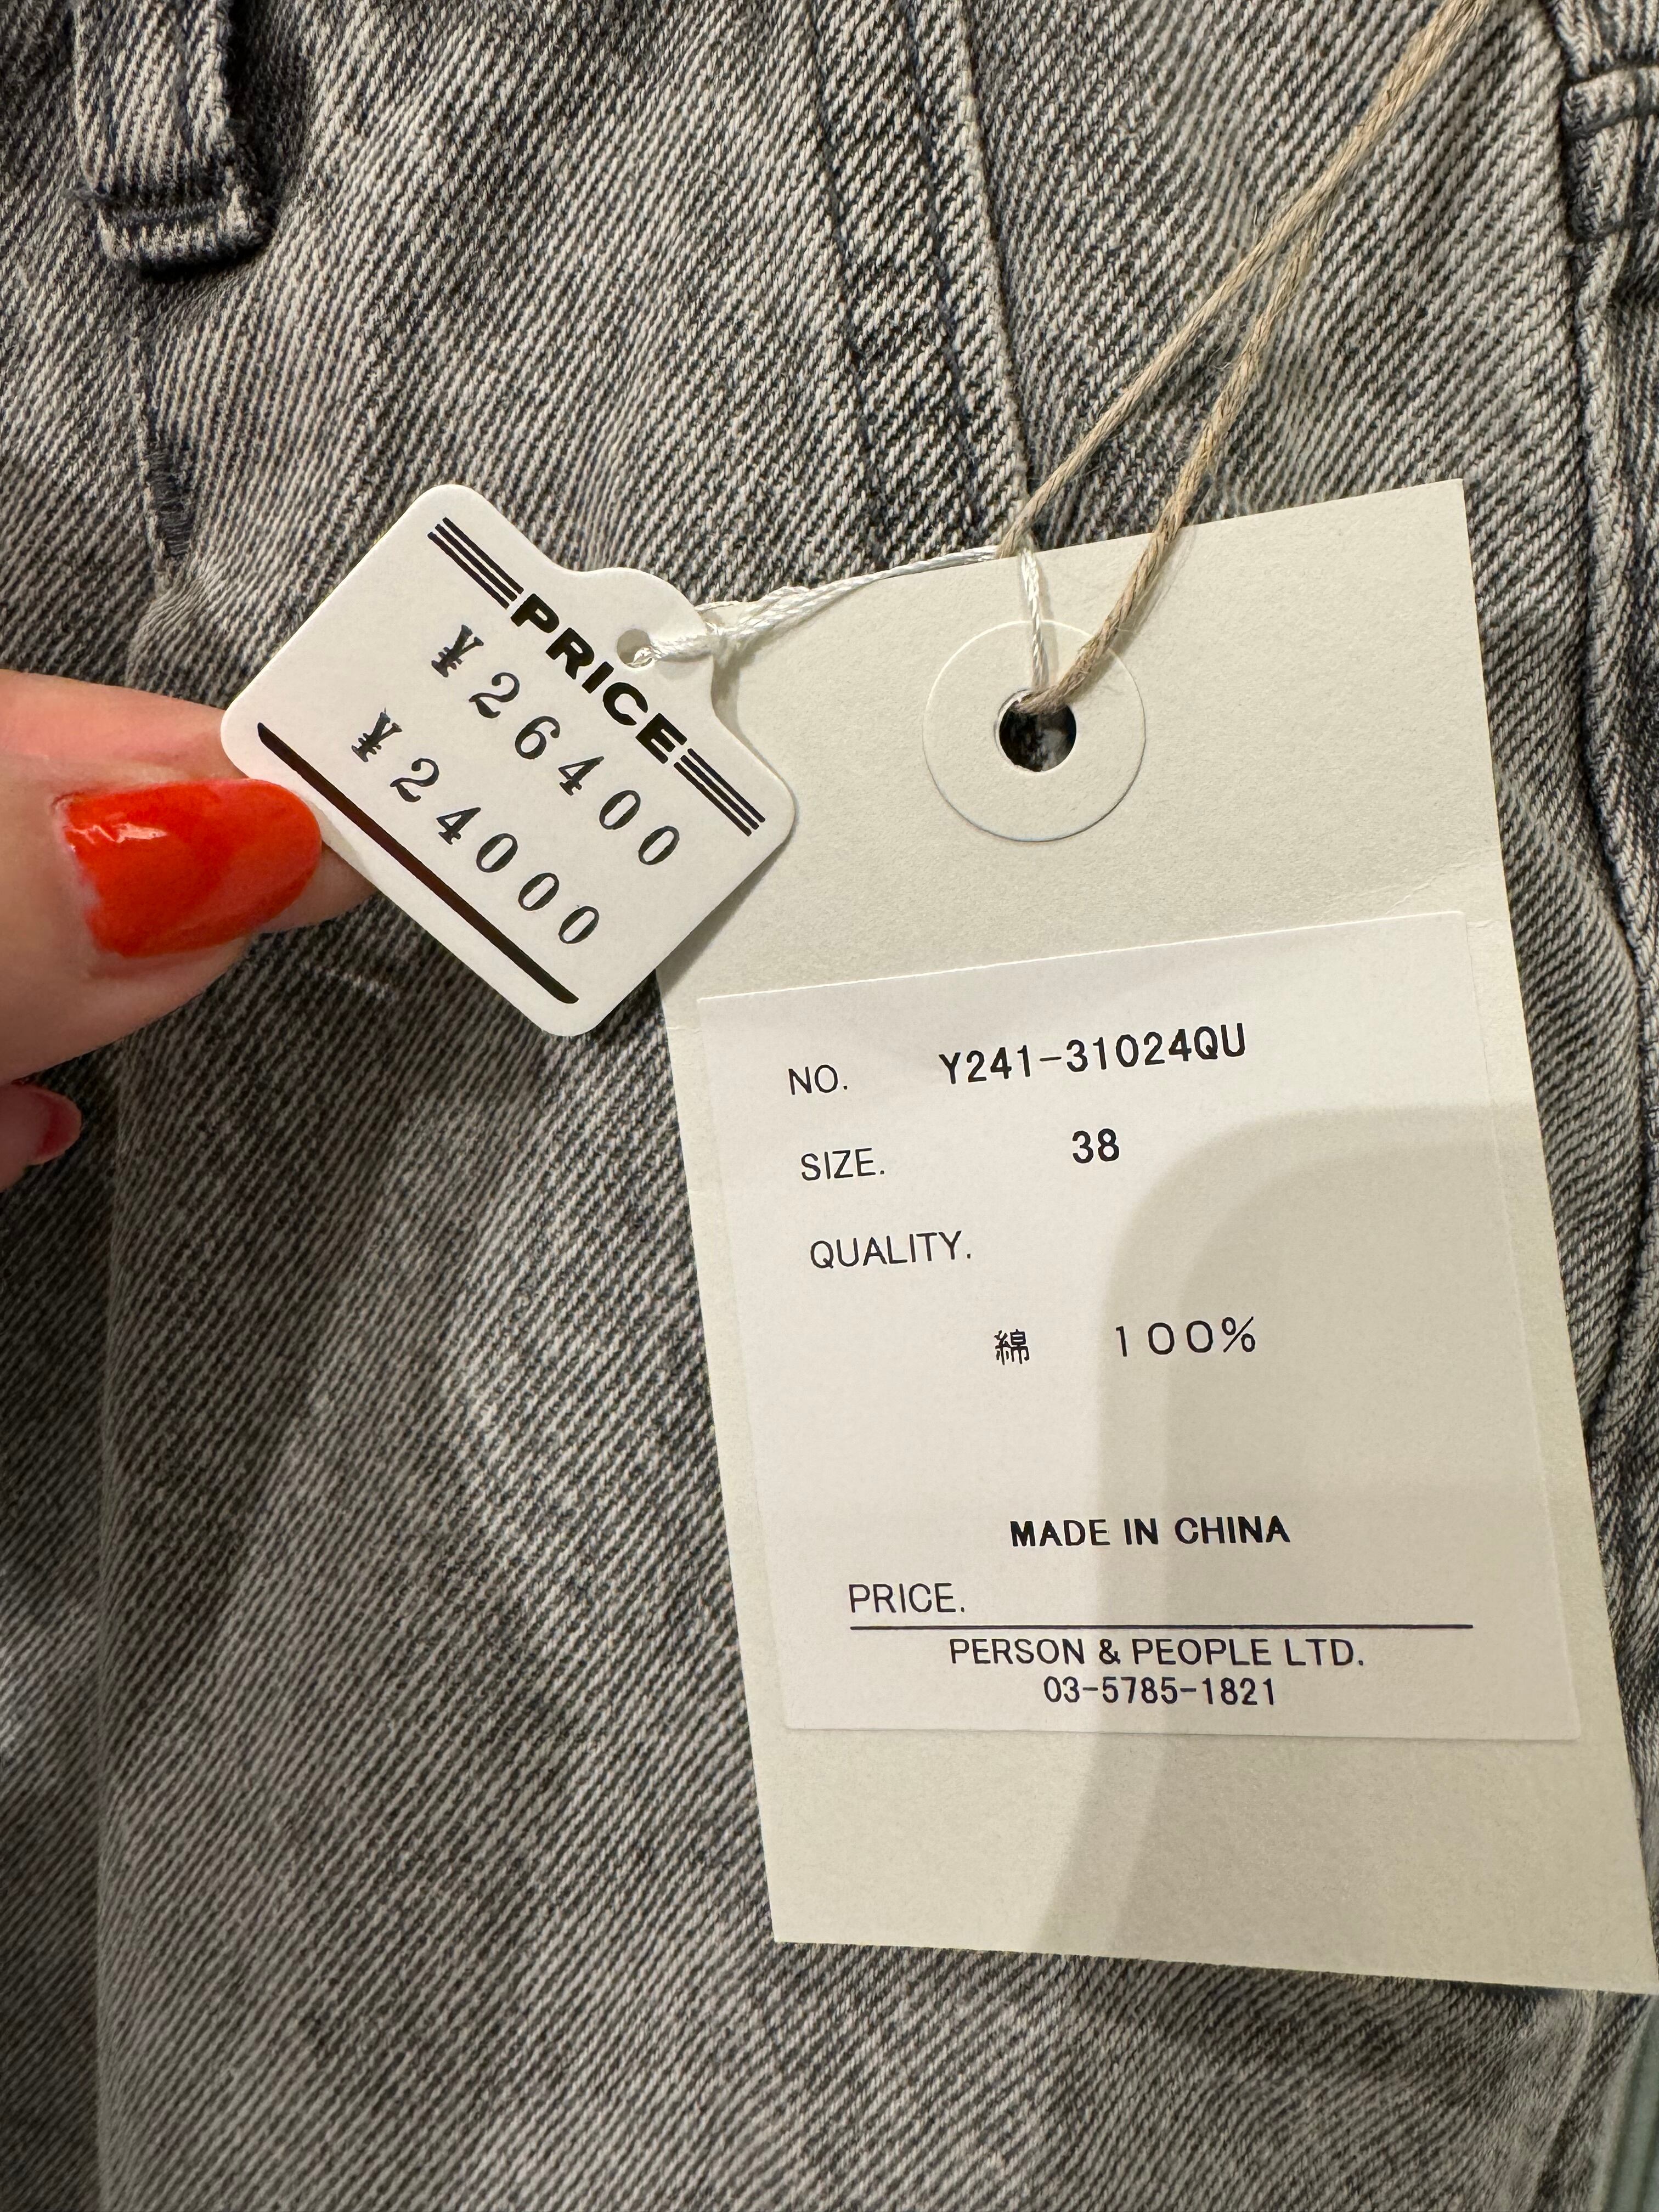 PRICE
¥26400
¥24000
NO. Y241-31024QU
SIZE. 38
QUALITY.
綿 100%
MADE IN CHINA
PRICE.
PERSON & PEOPLE LTD.
03-5785-1821